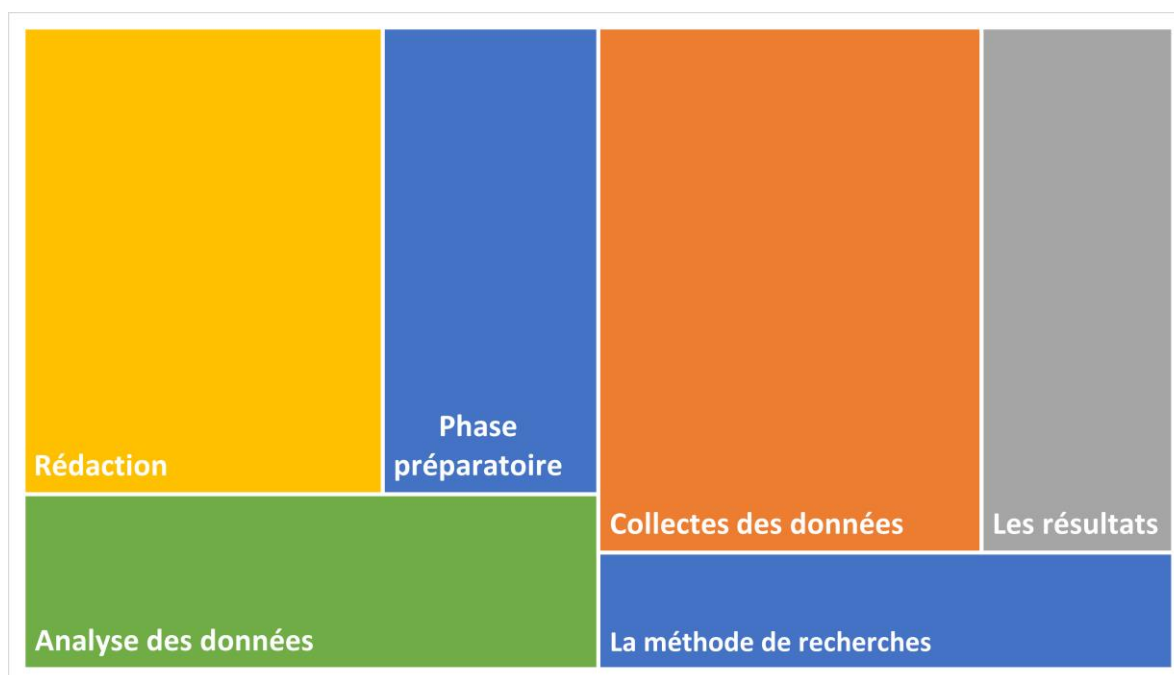 Rédaction
Phase
préparatoire
Collectes des données
Les résultats
Analyse des données
La méthode de recherches